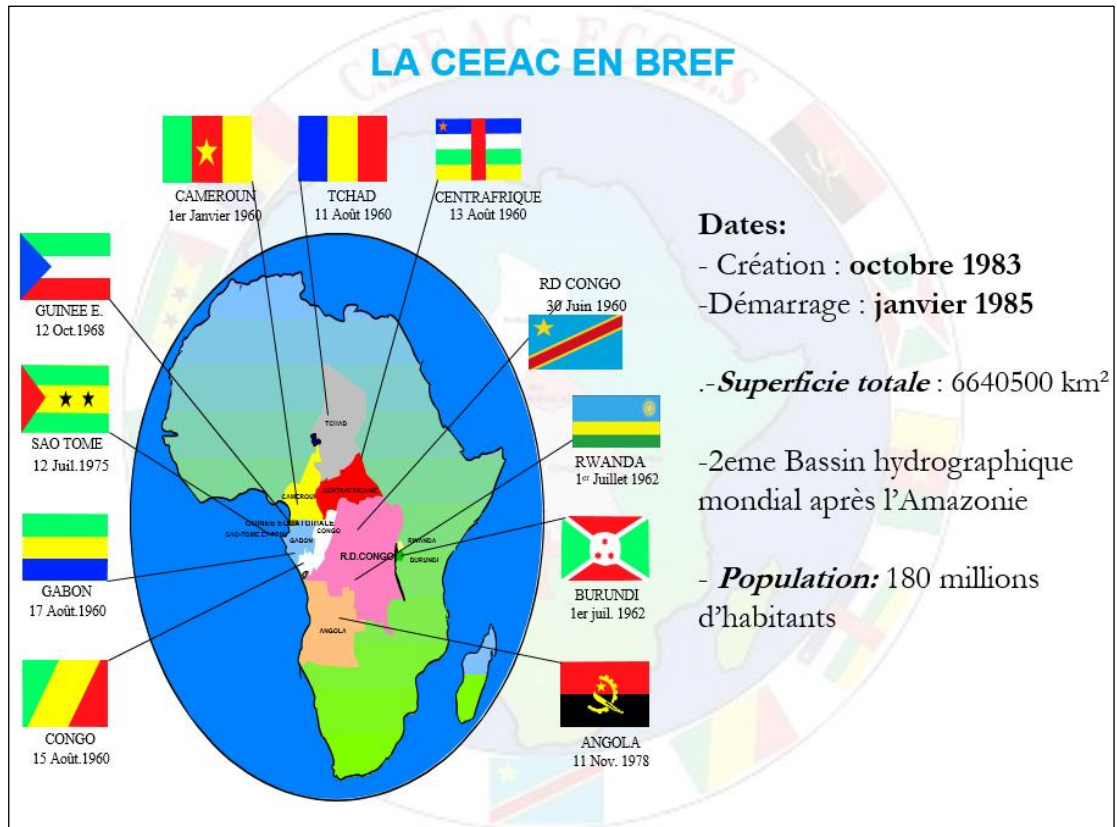 C.E.E.A.C-ECCAS
LA CEEAC EN BREF
CAMEROUN
1er Janvier 1960
TCHAD
11 Août 1960
CENTRAFRIQUE
13 Août 1960
GUINEE E.
12 Oct.1968
SAO TOME
12 Juil.1975
GABON
17 Août.1960
CONGO
15 Août.1960
RD CONGO
30 Juin 1960
RWANDA
1er Juillet 1962
BURUNDI
1er juil. 1962
ANGOLA
11 Nov. 1978
TCHAD
CAMEROUN
CENTRAFRICAINE
GUINEE EQUATORIALE
CONGO
GABON
R.D.CONGO
RWANDA
BURUNDI
ANGOLA
Dates:
- Création : octobre 1983
-Démarrage : janvier 1985
.-Superficie totale : 6640500 km²
-2eme Bassin hydrographique
mondial après l’Amazonie
- Population: 180 millions
d’habitants